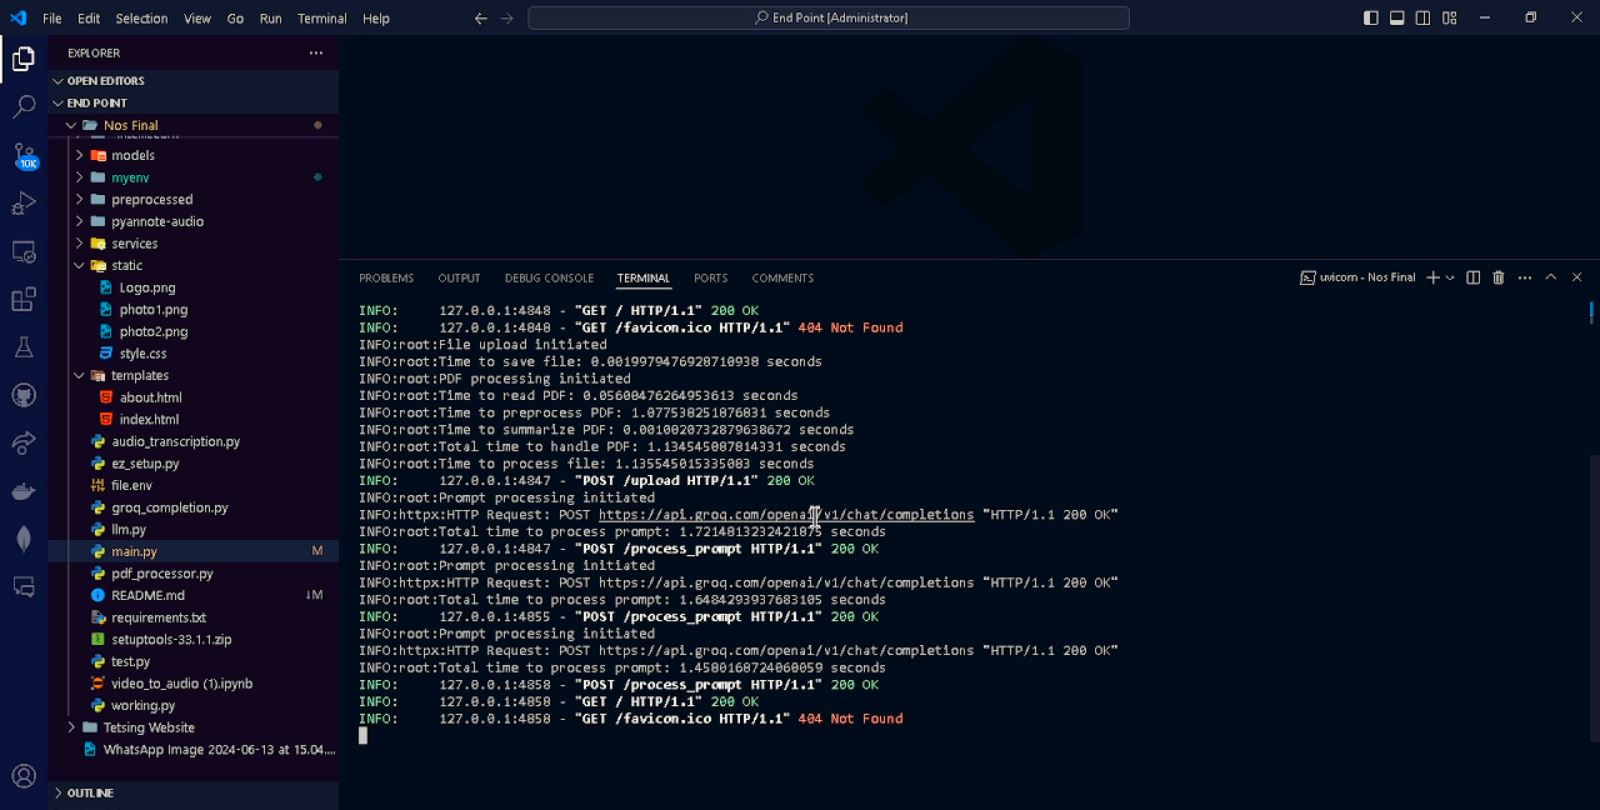 File Edit Selection View Go Run Terminal Help
End Point [Administrator]
EXPLORER
OPEN EDITORS
END POINT
Nos Final
models
myenv
preprocessed
pyannote-audio
services
static
Logo.png
photo1.png
photo2.png
style.css
templates
about.html
index.html
audio_transcription.py
ez_setup.py
file.env
groq_completion.py
llm.py
main.py M
pdf_processor.py
README.md ↓M
requirements.txt
setuptools-33.1.1.zip
test.py
video_to_audio (1).ipynb
working.py
Tetsing Website
WhatsApp Image 2024-06-13 at 15.04....
OUTLINE
10K
PROBLEMS OUTPUT DEBUG CONSOLE TERMINAL PORTS COMMENTS
uvicorn - Nos Final
INFO: 127.0.0.1:4848 - "GET / HTTP/1.1" 200 OK
INFO: 127.0.0.1:4848 - "GET /favicon.ico HTTP/1.1" 404 Not Found
INFO:root:File upload initiated
INFO:root:Time to save file: 0.0019979476928710938 seconds
INFO:root:PDF processing initiated
INFO:root:Time to read PDF: 0.05600476264953613 seconds
INFO:root:Time to preprocess PDF: 1.077538251876831 seconds
INFO:root:Time to summarize PDF: 0.0010020732879638672 seconds
INFO:root:Total time to handle PDF: 1.134545087814331 seconds
INFO:root:Time to process file: 1.135545015335083 seconds
INFO: 127.0.0.1:4847 - "POST /upload HTTP/1.1" 200 OK
INFO:root:Prompt processing initiated
INFO:httpx:HTTP Request: POST https://api.groq.com/openai/v1/chat/completions "HTTP/1.1 200 OK"
INFO:root:Total time to process prompt: 1.7214813232421875 seconds
INFO: 127.0.0.1:4847 - "POST /process_prompt HTTP/1.1" 200 OK
INFO:root:Prompt processing initiated
INFO:httpx:HTTP Request: POST https://api.groq.com/openai/v1/chat/completions "HTTP/1.1 200 OK"
INFO:root:Total time to process prompt: 1.6484293937683105 seconds
INFO: 127.0.0.1:4855 - "POST /process_prompt HTTP/1.1" 200 OK
INFO:root:Prompt processing initiated
INFO:httpx:HTTP Request: POST https://api.groq.com/openai/v1/chat/completions "HTTP/1.1 200 OK"
INFO:root:Total time to process prompt: 1.4580168724060059 seconds
INFO: 127.0.0.1:4858 - "POST /process_prompt HTTP/1.1" 200 OK
INFO: 127.0.0.1:4858 - "GET / HTTP/1.1" 200 OK
INFO: 127.0.0.1:4858 - "GET /favicon.ico HTTP/1.1" 404 Not Found